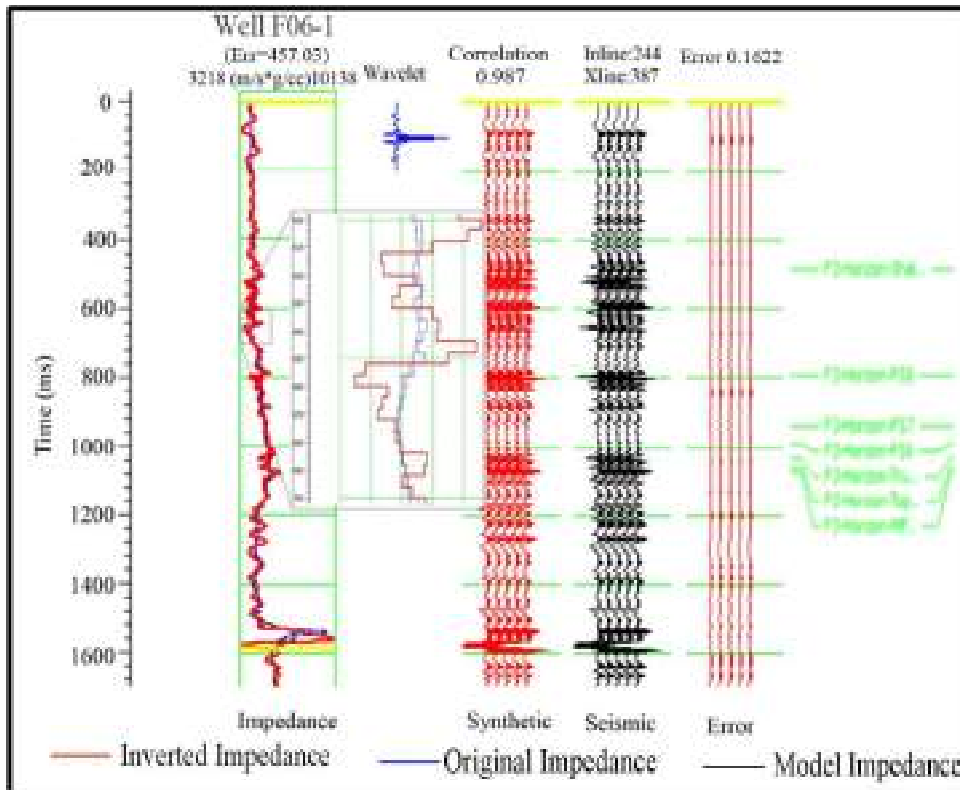 Well F06-1
(Err=457.03)
3218 (m/s*g/cc)10138
Wavelet
Correlation
0.987
Inline:244
Xline:387
Error 0.1622
0
200
400
600
800
1000
1200
1400
1600
Time (ms)
Impedance
Synthetic
Seismic
Error
Inverted Impedance
Original Impedance
Model Impedance